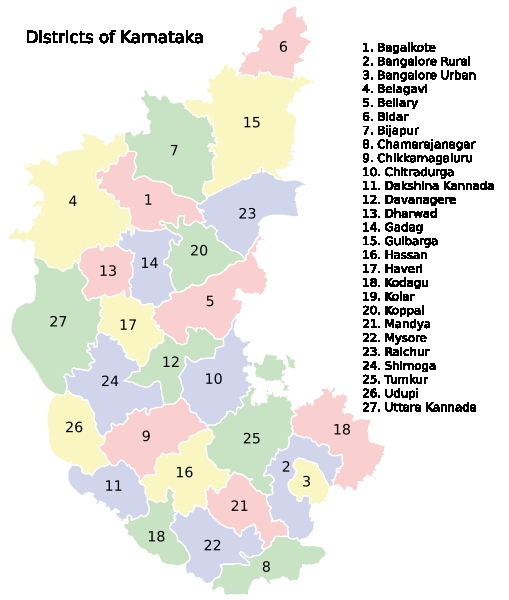 Districts of Karnataka
1. Bagalkote
2. Bangalore Rural
3. Bangalore Urban
4. Belagavi
5. Bellary
6. Bidar
7. Bijapur
8. Chamarajanagar
9. Chikkamagaluru
10. Chitradurga
11. Dakshina Kannada
12. Davanagere
13. Dharwad
14. Gadag
15. Gulbarga
16. Hassan
17. Haveri
18. Kodagu
19. Kolar
20. Koppal
21. Mandya
22. Mysore
23. Raichur
24. Shimoga
25. Tumkur
26. Udupi
27. Uttara Kannada
6
15
7
4
1
23
20
14
13
5
27
17
12
24
10
26
9
25
18
2
16
3
11
21
18
22
8